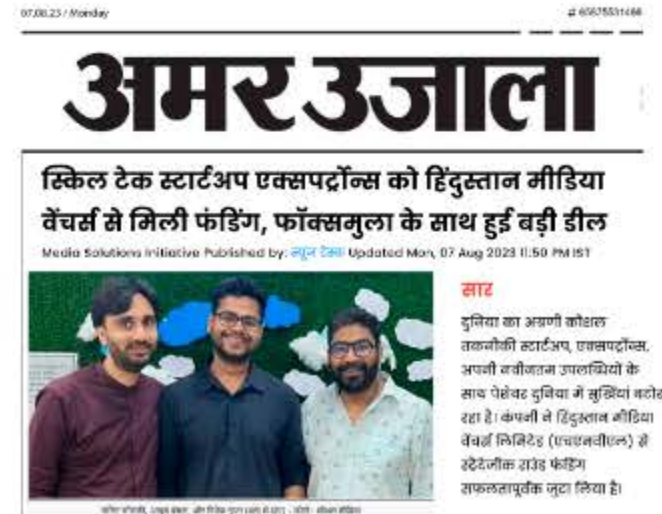 07.08.23 / Monday
अमर उजाला
स्किल टेक स्टार्टअप एक्सपर्ट्रोन्स को हिंदुस्तान मीडिया
वेंचर्स से मिली फंडिंग, फॉक्समुला के साथ हुई बड़ी डील
Media Solutions Initiative Published by: न्यूज डेस्क Updated Mon, 07 Aug 2023 11:50 PM IST
सार
दुनिया का अग्रणी कौशल
तकनीकी स्टार्टअप, एक्सपर्ट्रोन्स,
अपनी नवीनतम उपलब्धियों के
साथ पेशेवर दुनिया में सुर्खियां बटोर
रहा है। कंपनी ने हिंदुस्तान मीडिया
वेंचर्स लिमिटेड (एचएमवीएल) से
स्ट्रेटेजीक राउंड फंडिंग
सफलतापूर्वक जुटा लिया है।